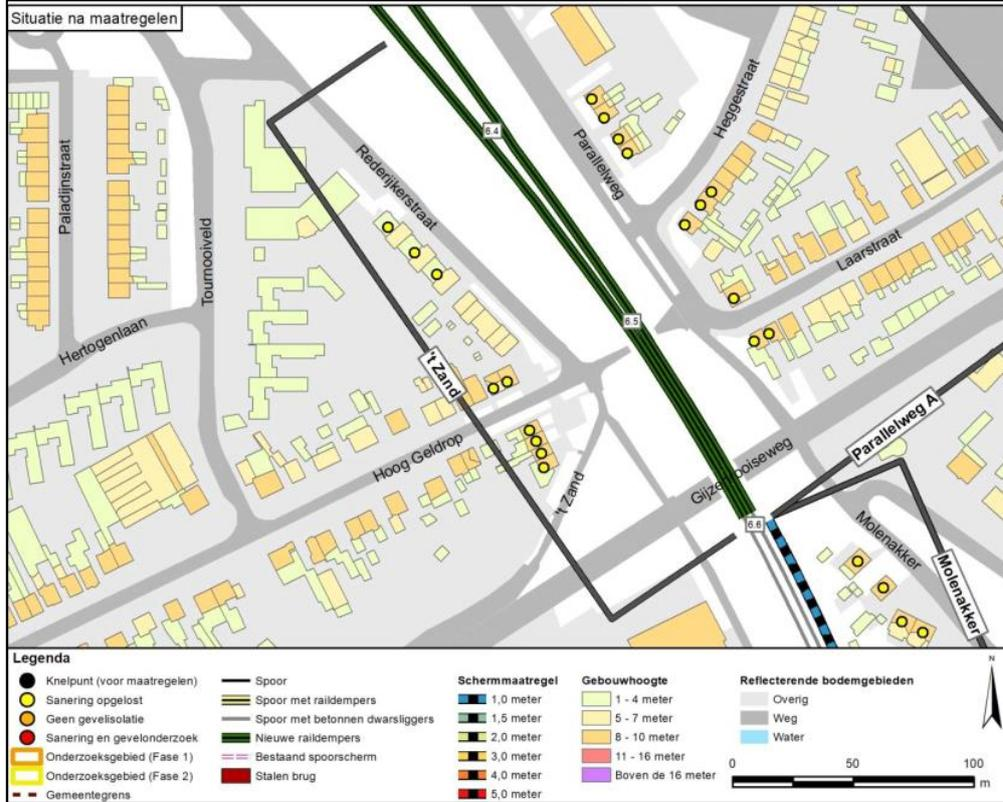 Situatie na maatregelen
Paladijnstraat
Tournooiveld
Hertogenlaan
Rederijkerstraat
6.4
Parallelweg
Heggestraat
Laarstraat
6.5
't Zand
Hoog Geldrop
't Zand
Parallelweg A
6.6
Molenakker
Molenakker
Legenda
Knelpunt (voor maatregelen)
Sanering opgelost
Geen gevelisolatie
Sanering en gevelonderzoek
Onderzoeksgebied (Fase 1)
Onderzoeksgebied (Fase 2)
Gemeentegrens
Spoor
Spoor met raildempers
Spoor met betonnen dwarsliggers
Nieuwe raildempers
Bestaand spoorscherm
Stalen brug
Schermmaatregel
1,0 meter
1,5 meter
2,0 meter
3,0 meter
4,0 meter
5,0 meter
Gebouwhoogte
1 - 4 meter
5 - 7 meter
8 - 10 meter
11 - 16 meter
Boven de 16 meter
Reflecterende bodemgebieden
Overig
Weg
Water
N
0 50 100
m